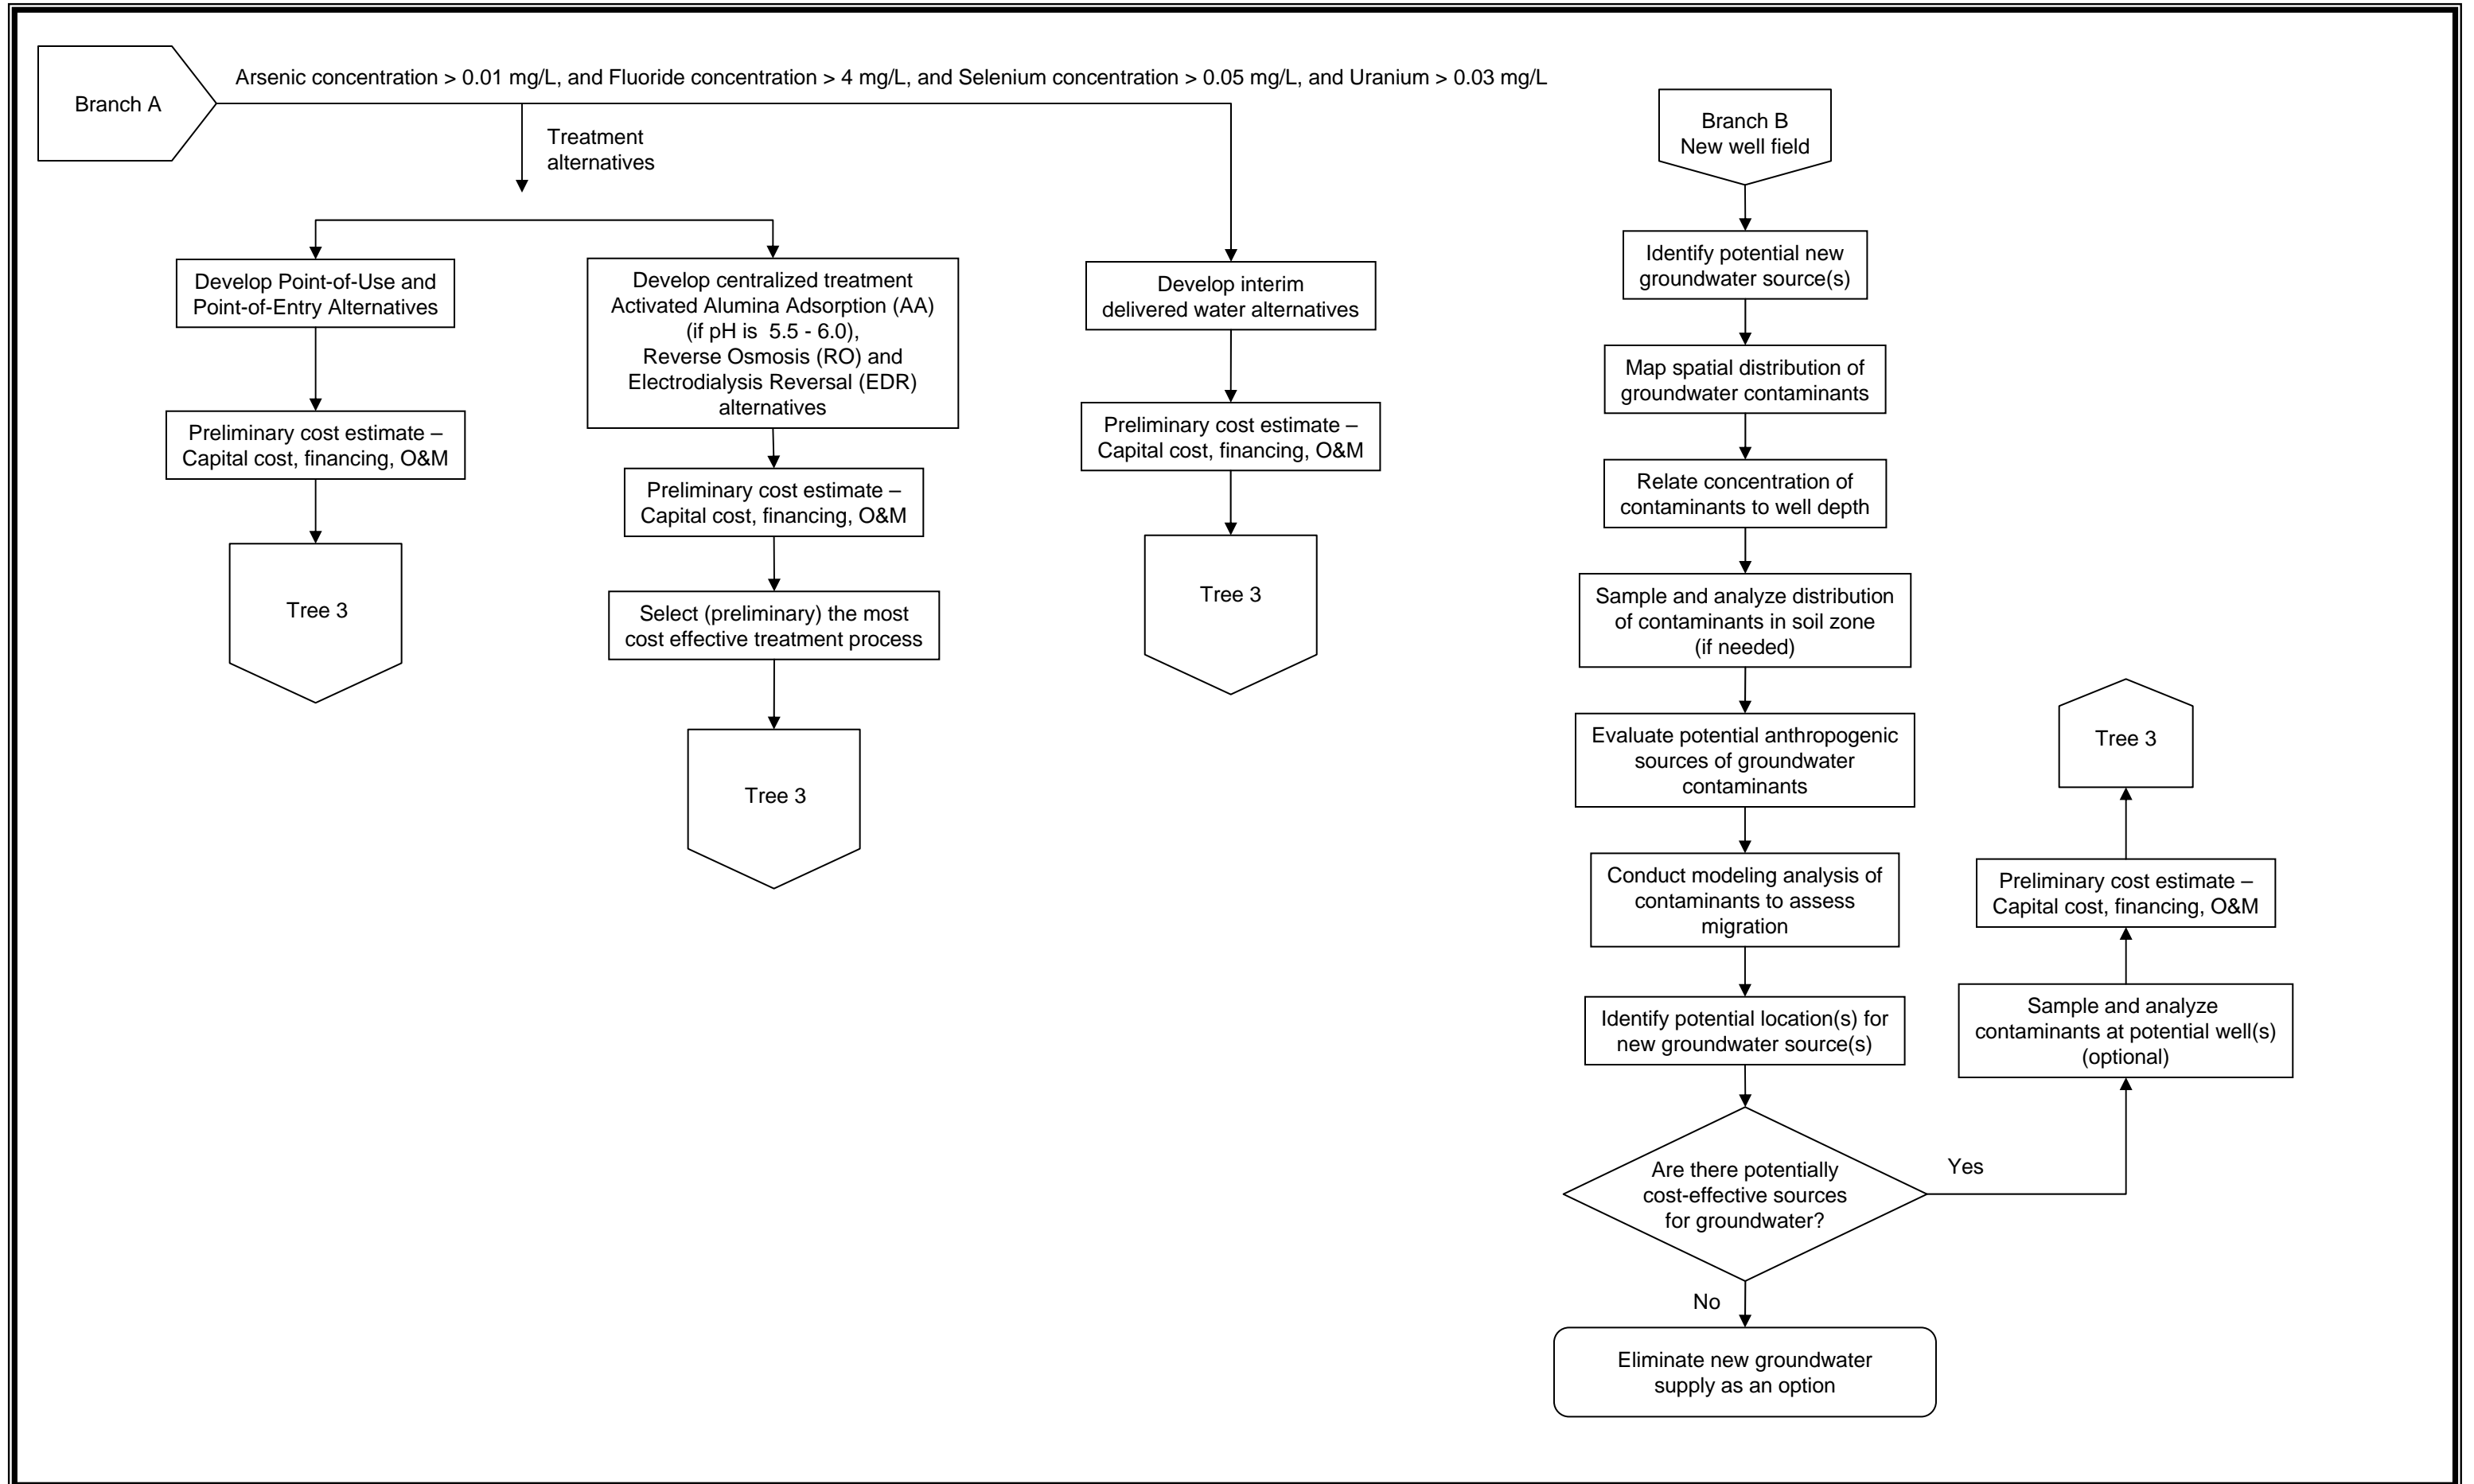 Branch A
Arsenic concentration > 0.01 mg/L, and Fluoride concentration > 4 mg/L, and Selenium concentration > 0.05 mg/L, and Uranium > 0.03 mg/L
Treatment
alternatives
Develop Point-of-Use and
Point-of-Entry Alternatives
Preliminary cost estimate –
Capital cost, financing, O&M
Tree 3
Develop centralized treatment
Activated Alumina Adsorption (AA)
(if pH is  5.5 - 6.0),
Reverse Osmosis (RO) and
Electrodialysis Reversal (EDR)
alternatives
Preliminary cost estimate –
Capital cost, financing, O&M
Select (preliminary) the most
cost effective treatment process
Tree 3
Develop interim
delivered water alternatives
Preliminary cost estimate –
Capital cost, financing, O&M
Tree 3
Branch B
New well field
Identify potential new
groundwater source(s)
Map spatial distribution of
groundwater contaminants
Relate concentration of
contaminants to well depth
Sample and analyze distribution
of contaminants in soil zone
(if needed)
Evaluate potential anthropogenic
sources of groundwater
contaminants
Conduct modeling analysis of
contaminants to assess
migration
Identify potential location(s) for
new groundwater source(s)
Are there potentially
cost-effective sources
for groundwater?
Yes
Sample and analyze
contaminants at potential well(s)
(optional)
Preliminary cost estimate –
Capital cost, financing, O&M
Tree 3
No
Eliminate new groundwater
supply as an option